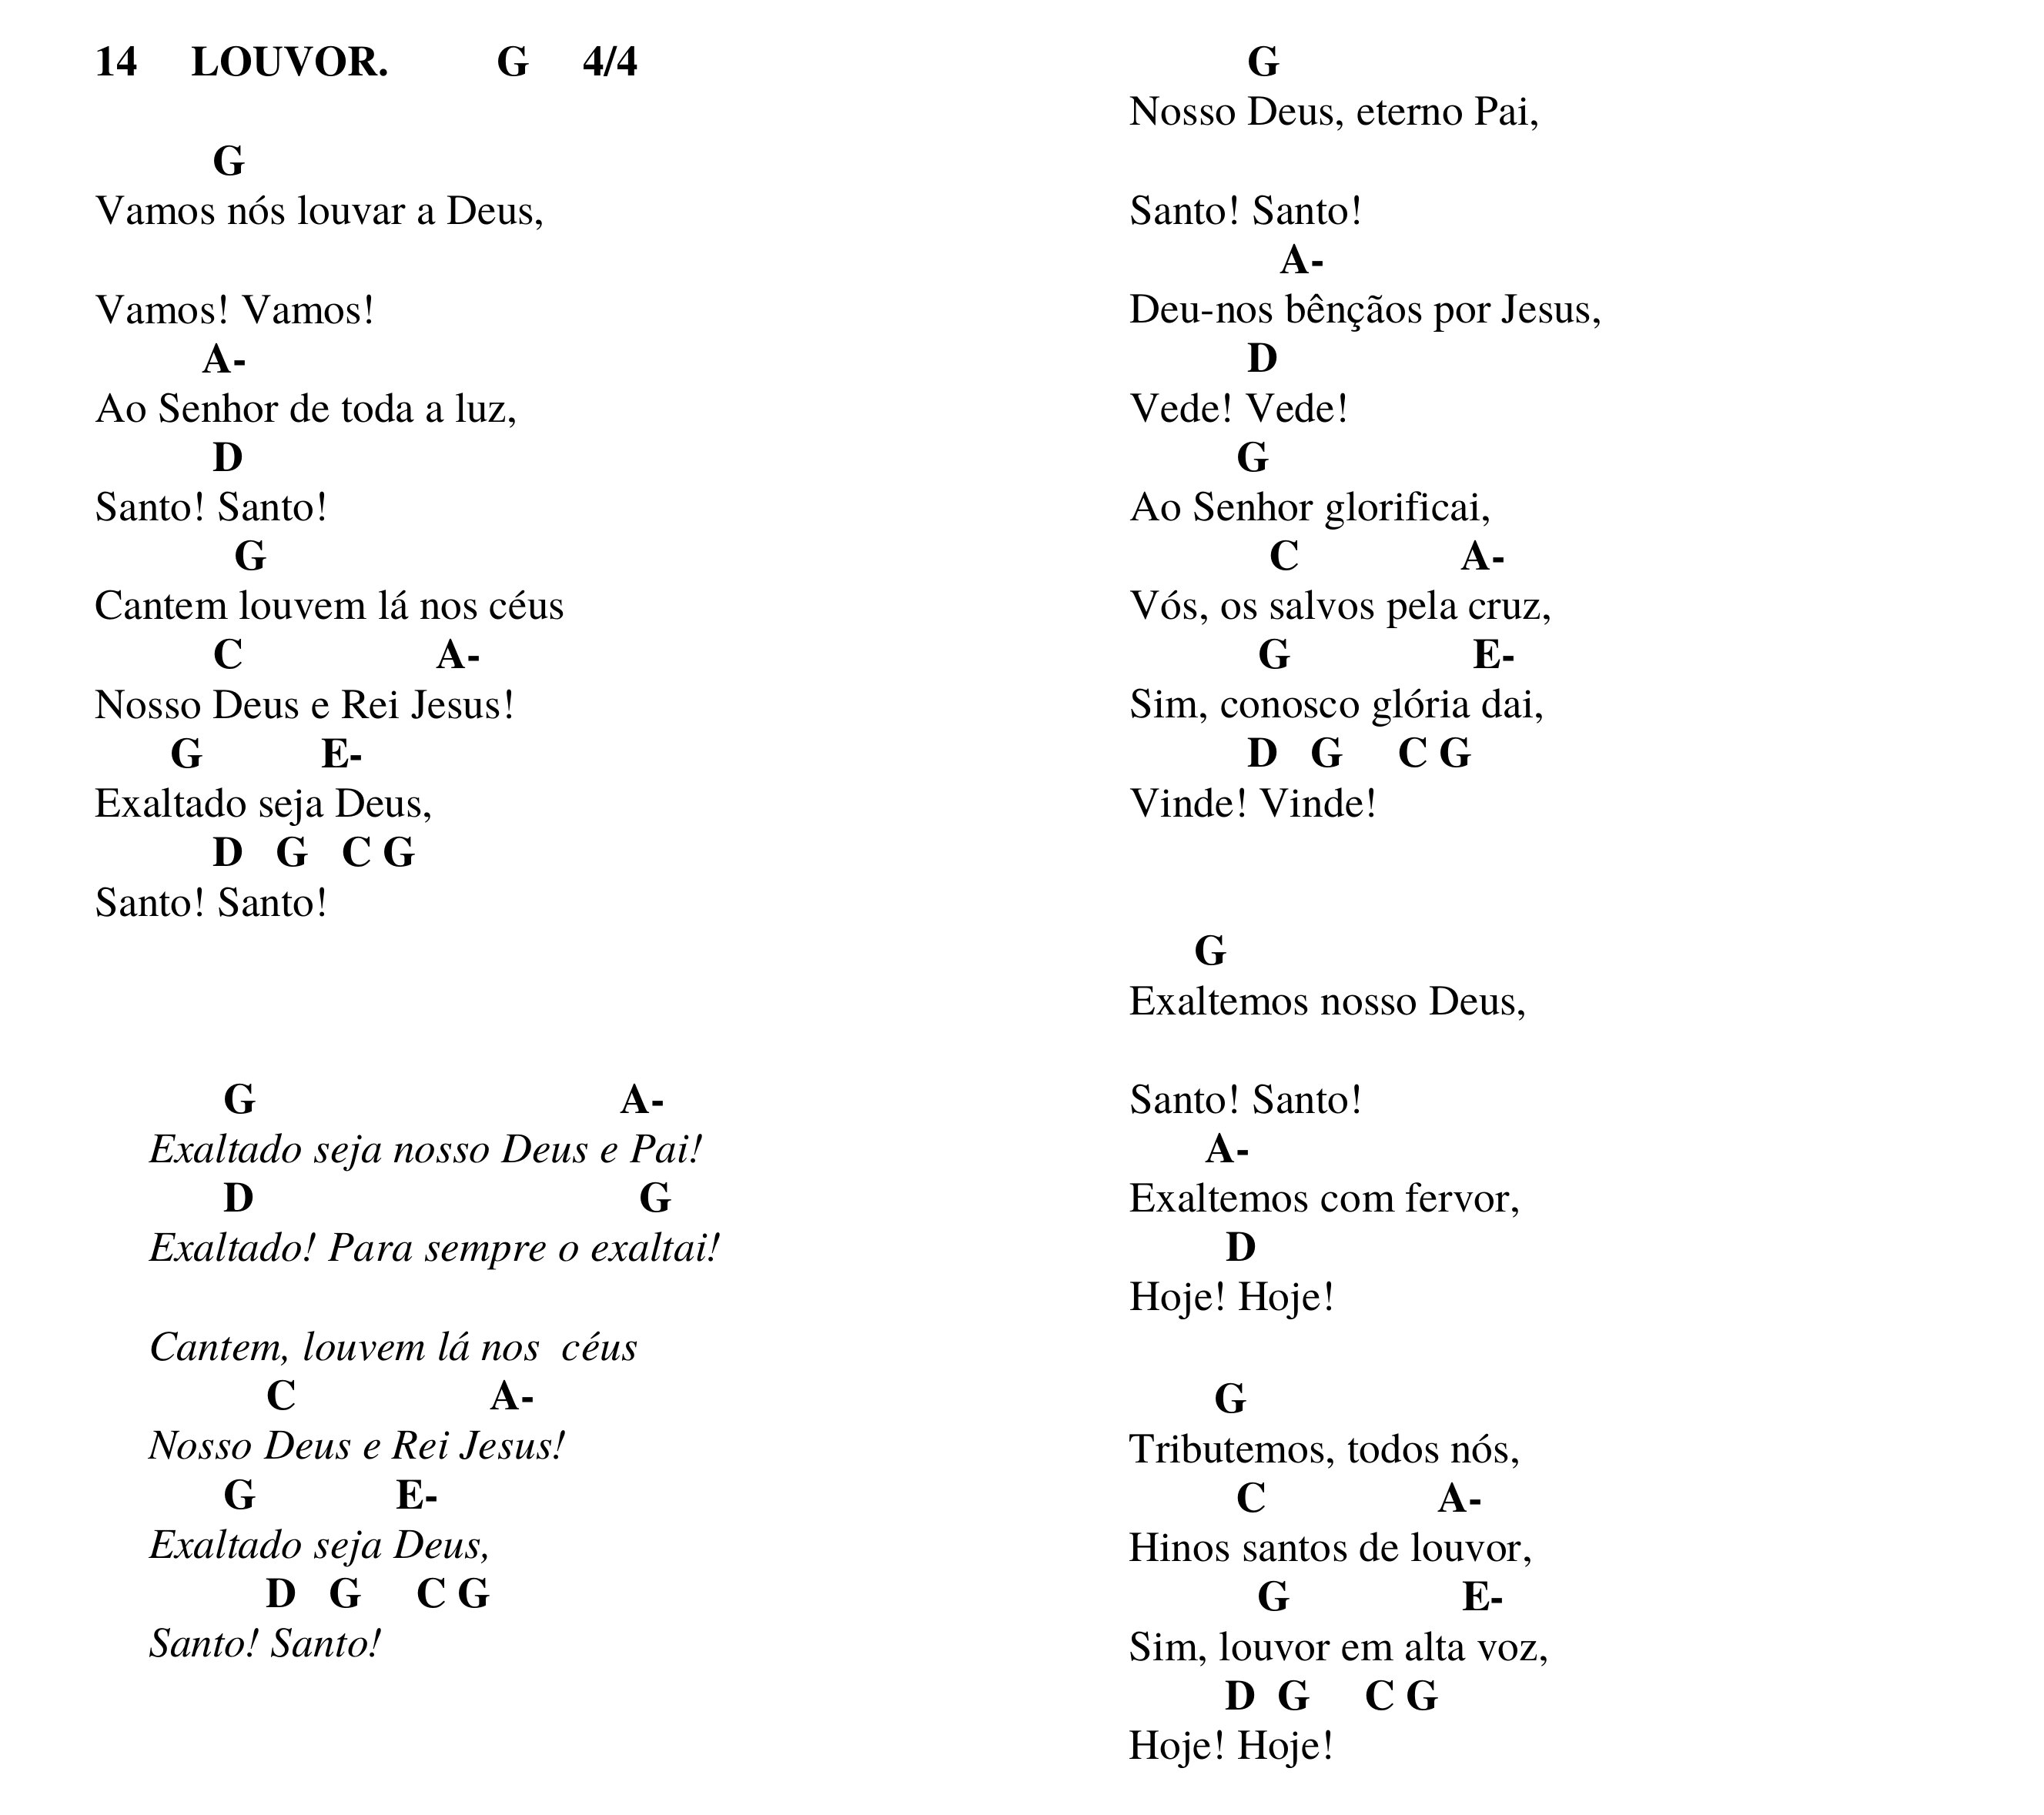 14 LOUVOR. G 4/4
G
Vamos nós louvar a Deus,
Vamos! Vamos!
A-
Ao Senhor de toda a luz,
D
Santo! Santo!
G
Cantem louvem lá nos céus
C A-
Nosso Deus e Rei Jesus!
G E-
Exaltado seja Deus,
D G C G
Santo! Santo!
G A-
Exaltado seja nosso Deus e Pai!
D G
Exaltado! Para sempre o exaltai!
Cantem, louvem lá nos céus
C A-
Nosso Deus e Rei Jesus!
G E-
Exaltado seja Deus,
D G C G
Santo! Santo!
G
Nosso Deus, eterno Pai,
Santo! Santo!
A-
Deu-nos bênçãos por Jesus,
D
Vede! Vede!
G
Ao Senhor glorificai,
C A-
Vós, os salvos pela cruz,
G E-
Sim, conosco glória dai,
D G C G
Vinde! Vinde!
G
Exaltemos nosso Deus,
Santo! Santo!
A-
Exaltemos com fervor,
D
Hoje! Hoje!
G
Tributemos, todos nós,
C A-
Hinos santos de louvor,
G E-
Sim, louvor em alta voz,
D G C G
Hoje! Hoje!